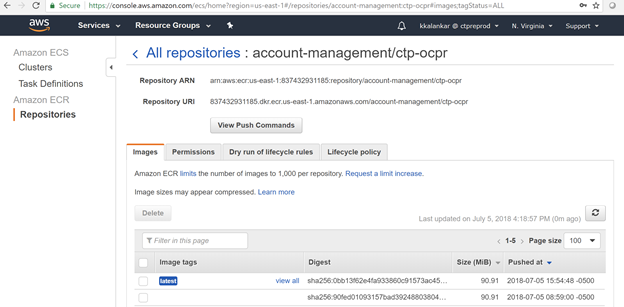 Secure https://console.aws.amazon.com/ecs/home?region=us-east-1#/repositories/account-management/ctp-ocpr#images;tagStatus=ALL
aws Services Resource Groups kkalankar @ ctpreprod N. Virginia Support
Amazon ECS
Clusters
Task Definitions
Amazon ECR
Repositories
All repositories : account-management/ctp-ocpr
Repository ARN arn:aws:ecr:us-east-1:837432931185:repository/account-management/ctp-ocpr
Repository URI 837432931185.dkr.ecr.us-east-1.amazonaws.com/account-management/ctp-ocpr
View Push Commands
Images Permissions Dry run of lifecycle rules Lifecycle policy
Amazon ECR limits the number of images to 1,000 per repository. Request a limit increase.
Image sizes may appear compressed. Learn more
Delete
Last updated on July 5, 2018 4:18:57 PM (0m ago)
Filter in this page 1-5 Page size 100
Image tags Digest Size (MiB) Pushed at
latest view all sha256:0bb13f62e4fa933860c91573ac45... 90.91 2018-07-05 15:54:48 -0500
sha256:90fed01093157bad39248803804... 90.91 2018-07-05 08:59:00 -0500